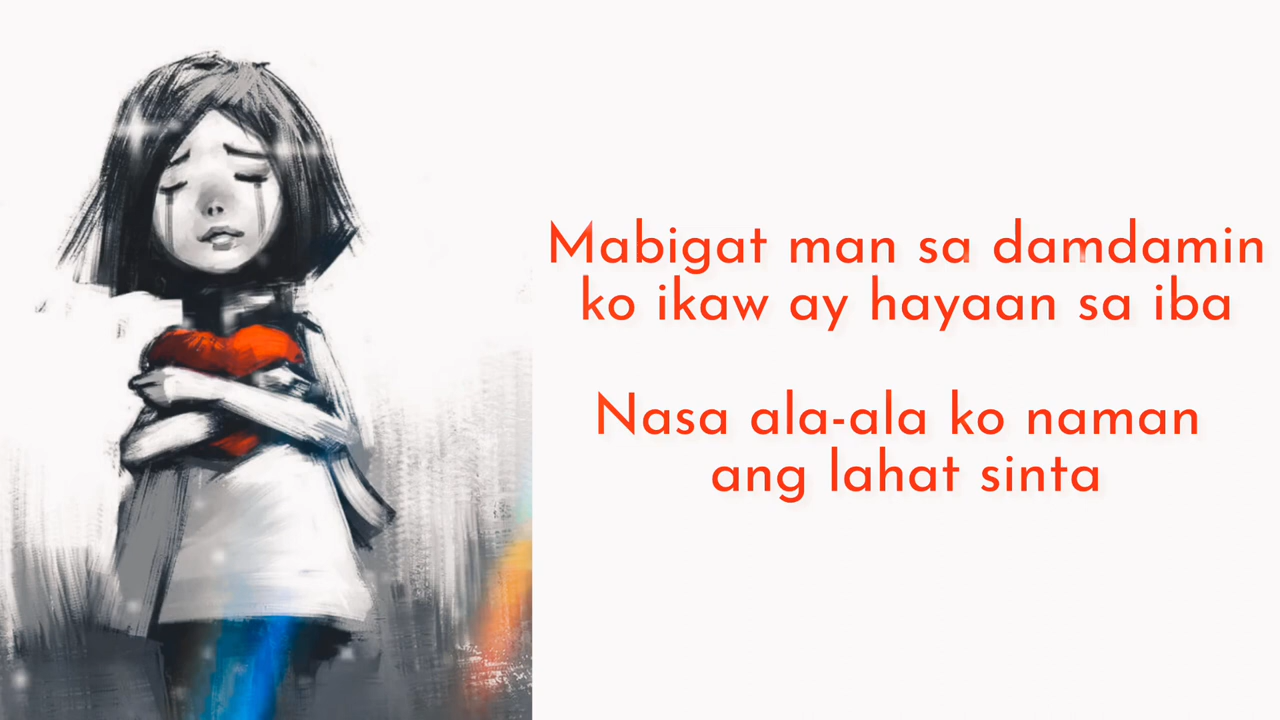 Mabigat man sa damdamin
ko ikaw ay hayaan sa iba
Nasa ala-ala ko naman
ang lahat sinta